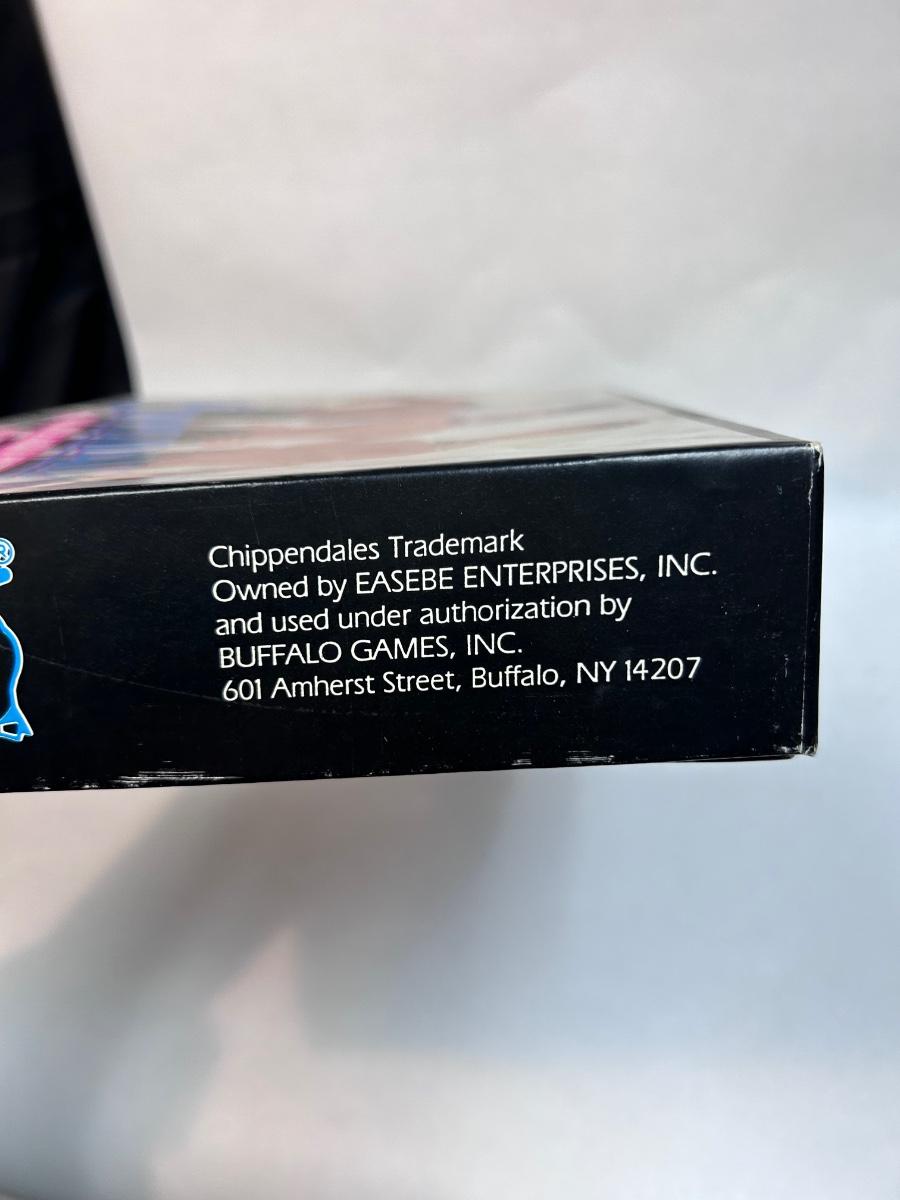 ®
Chippendales Trademark
Owned by EASEBE ENTERPRISES, INC.
and used under authorization by
BUFFALO GAMES, INC.
601 Amherst Street, Buffalo, NY 14207